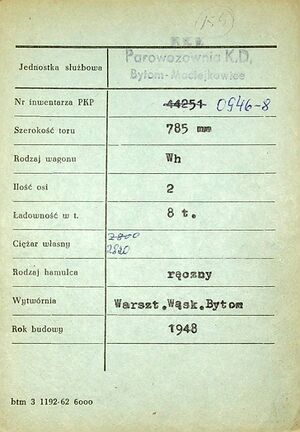 (159)
P.K.P.
Parowozownia K.D.
Bytom-Maciejkowice
Jednostka służbowa
Nr inwentarza PKP 44251 0946-8
Szerokość toru 785 mm
Rodzaj wagonu Wh
Ilość osi 2
Ładowność w t. 8 t.
Ciężar własny 2800
2820
Rodzaj hamulca ręczny
Wytwórnia Warszt.Wąsk.Bytom
Rok budowy 1948
btm 3 1192-62 6000